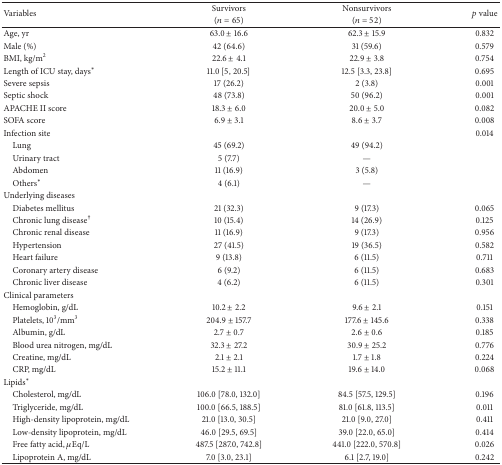 Variables Survivors (n = 65) Nonsurvivors (n = 52) p value
Age, yr 63.0 ± 16.6 62.3 ± 15.9 0.832
Male (%) 42 (64.6) 31 (59.6) 0.579
BMI, kg/m² 22.6 ± 4.1 22.9 ± 3.8 0.754
Length of ICU stay, days* 11.0 [5, 20.5] 12.5 [3.3, 23.8] 0.695
Severe sepsis 17 (26.2) 2 (3.8) 0.001
Septic shock 48 (73.8) 50 (96.2) 0.001
APACHE II score 18.3 ± 6.0 20.0 ± 5.0 0.082
SOFA score 6.9 ± 3.1 8.6 ± 3.7 0.008
Infection site 0.014
Lung 45 (69.2) 49 (94.2)
Urinary tract 5 (7.7) —
Abdomen 11 (16.9) 3 (5.8)
Others* 4 (6.1) —
Underlying diseases
Diabetes mellitus 21 (32.3) 9 (17.3) 0.065
Chronic lung disease† 10 (15.4) 14 (26.9) 0.125
Chronic renal disease 11 (16.9) 9 (17.3) 0.956
Hypertension 27 (41.5) 19 (36.5) 0.582
Heart failure 9 (13.8) 6 (11.5) 0.711
Coronary artery disease 6 (9.2) 6 (11.5) 0.683
Chronic liver disease 4 (6.2) 6 (11.5) 0.301
Clinical parameters
Hemoglobin, g/dL 10.2 ± 2.2 9.6 ± 2.1 0.151
Platelets, 10³/mm³ 204.9 ± 157.7 177.6 ± 145.6 0.338
Albumin, g/dL 2.7 ± 0.7 2.6 ± 0.6 0.185
Blood urea nitrogen, mg/dL 32.3 ± 27.2 30.9 ± 25.2 0.776
Creatine, mg/dL 2.1 ± 2.1 1.7 ± 1.8 0.224
CRP, mg/dL 15.2 ± 11.1 19.6 ± 14.0 0.068
Lipids*
Cholesterol, mg/dL 106.0 [78.0, 132.0] 84.5 [57.5, 129.5] 0.196
Triglyceride, mg/dL 100.0 [66.5, 188.5] 81.0 [61.8, 113.5] 0.011
High-density lipoprotein, mg/dL 21.0 [13.0, 30.5] 21.0 [9.0, 27.0] 0.411
Low-density lipoprotein, mg/dL 46.0 [29.5, 69.5] 39.0 [22.0, 65.0] 0.414
Free fatty acid, μEq/L 487.5 [287.0, 742.8] 441.0 [222.0, 570.8] 0.026
Lipoprotein A, mg/dL 7.0 [3.0, 23.1] 6.1 [2.7, 19.0] 0.242